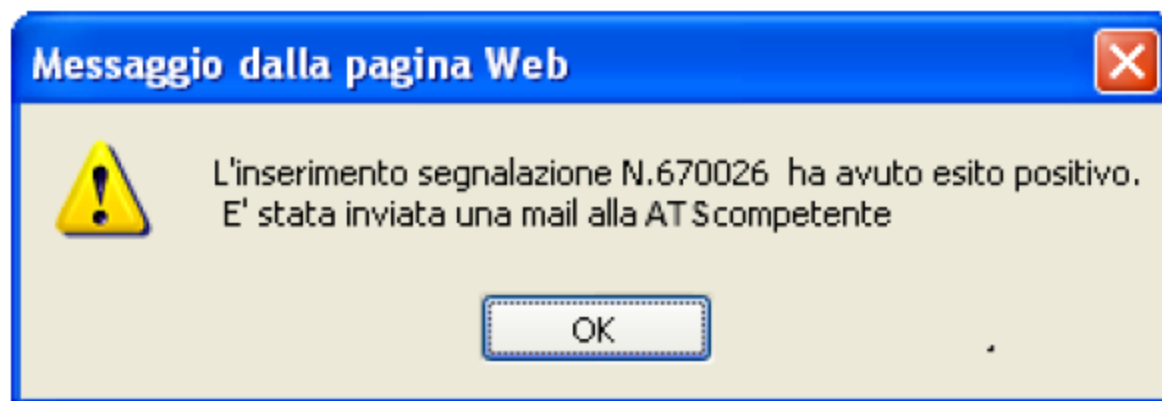 Messaggio dalla pagina Web
L'inserimento segnalazione N.670026 ha avuto esito positivo.
E' stata inviata una mail alla ATScompetente
OK